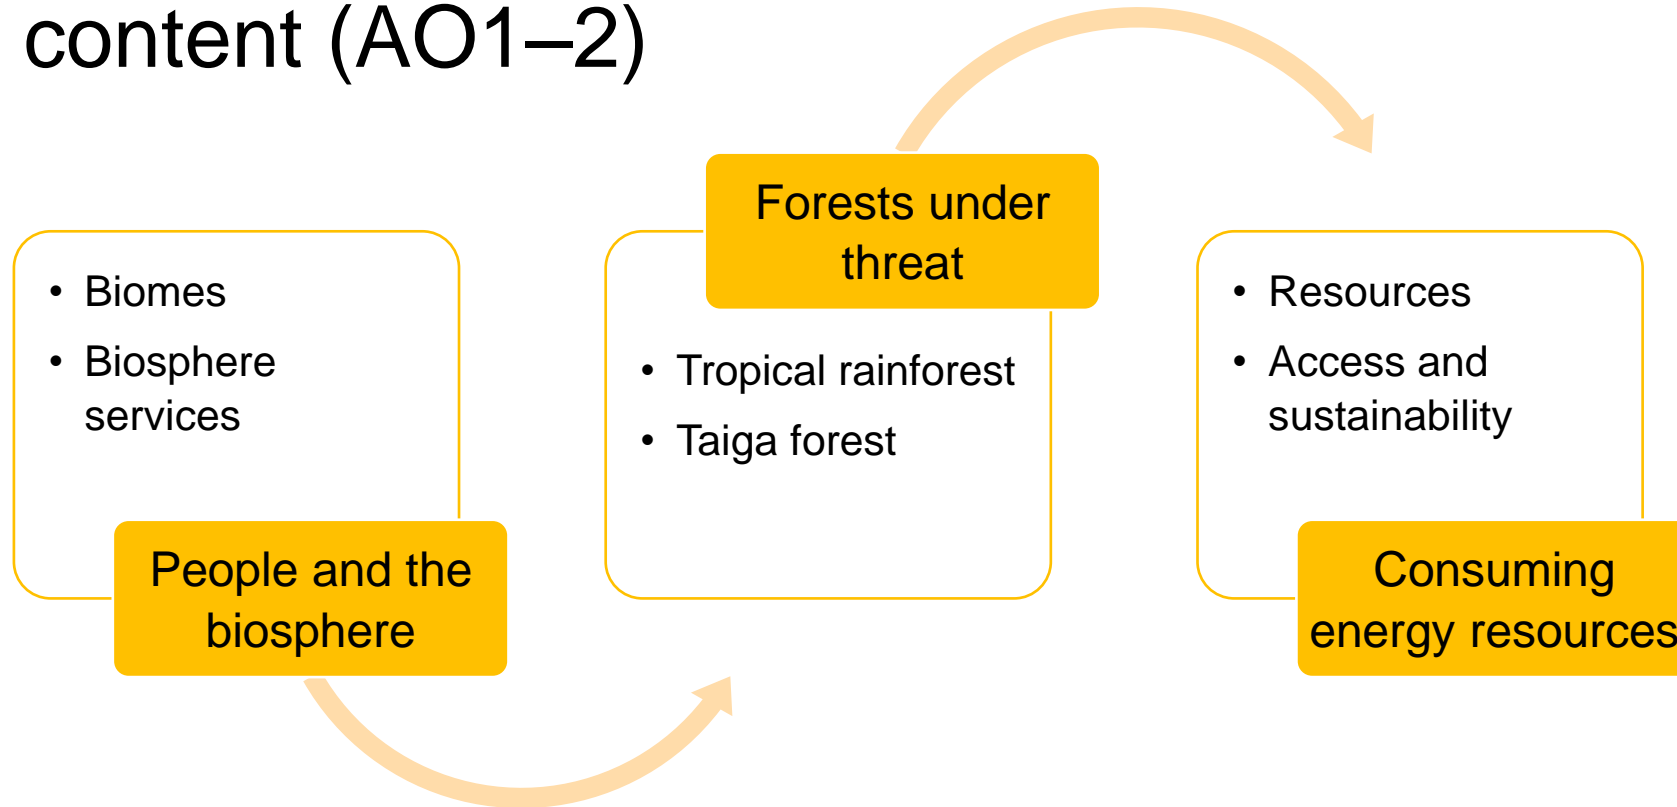 content (AO1–2)
• Biomes
• Biosphere
services
People and the
biosphere
Forests under
threat
• Tropical rainforest
• Taiga forest
• Resources
• Access and
sustainability
Consuming
energy resources